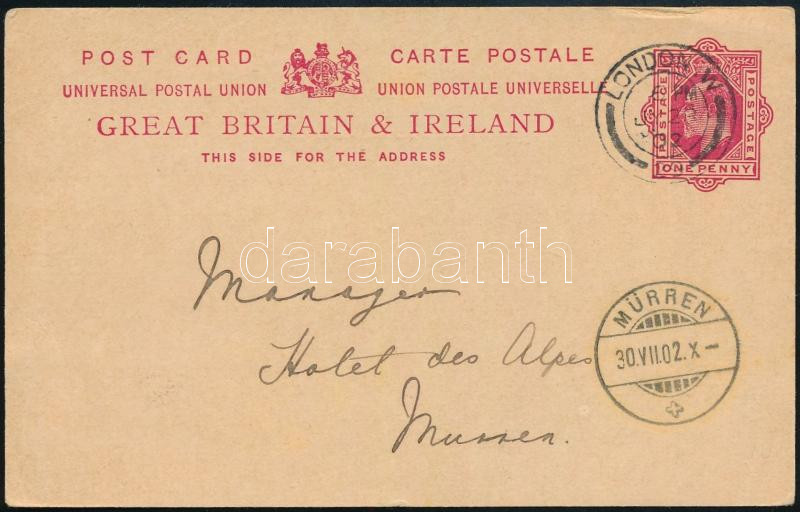 POST CARD CARTE POSTALE
UNIVERSAL POSTAL UNION UNION POSTALE UNIVERSELLE
GREAT BRITAIN & IRELAND
THIS SIDE FOR THE ADDRESS
LONDON. W
POSTAGE POSTAGE
ONE PENNY
darabanth
Manager
Hotel des Alpes
Murren.
MÜRREN
30.VII.02.X–